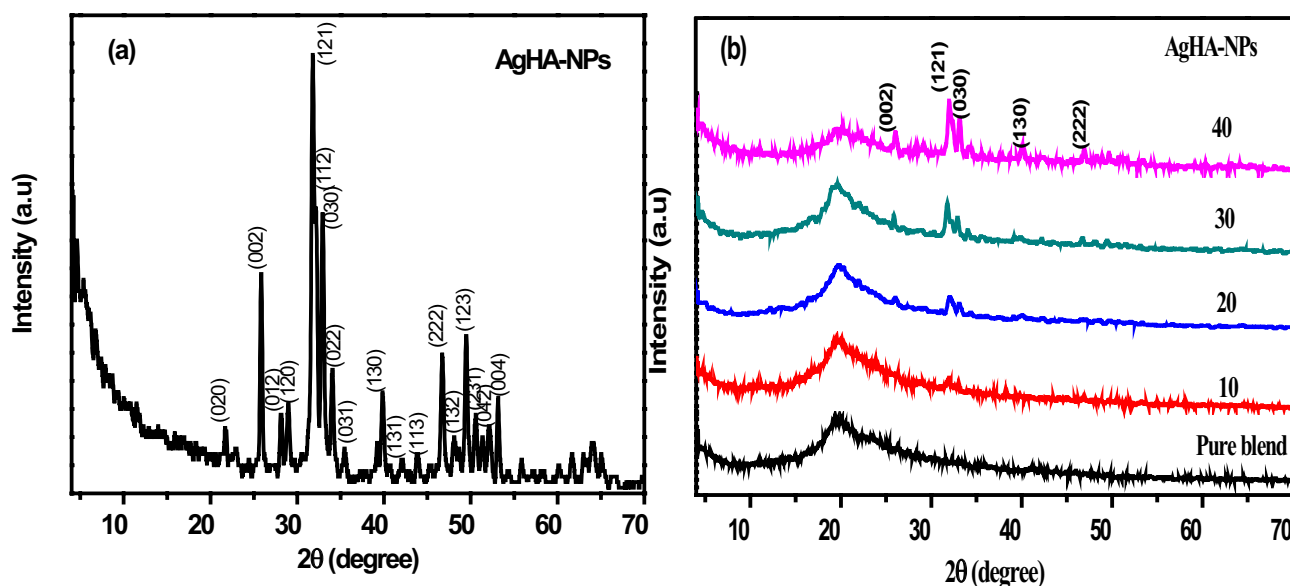 (a)
AgHA-NPs
(121)
(112)
(030)
(002)
(022)
(020)
(012)
(120)
(031)
(130)
(131)
(113)
(222)
(132)
(123)
(231)
(042)
(004)
Intensity (a.u)
10 20 30 40 50 60 70
2θ (degree)
(b)
AgHA-NPs
(002)
(121)
(030)
(130)
(222)
40
30
20
10
Pure blend
Intensity (a.u)
10 20 30 40 50 60 70
2θ (degree)